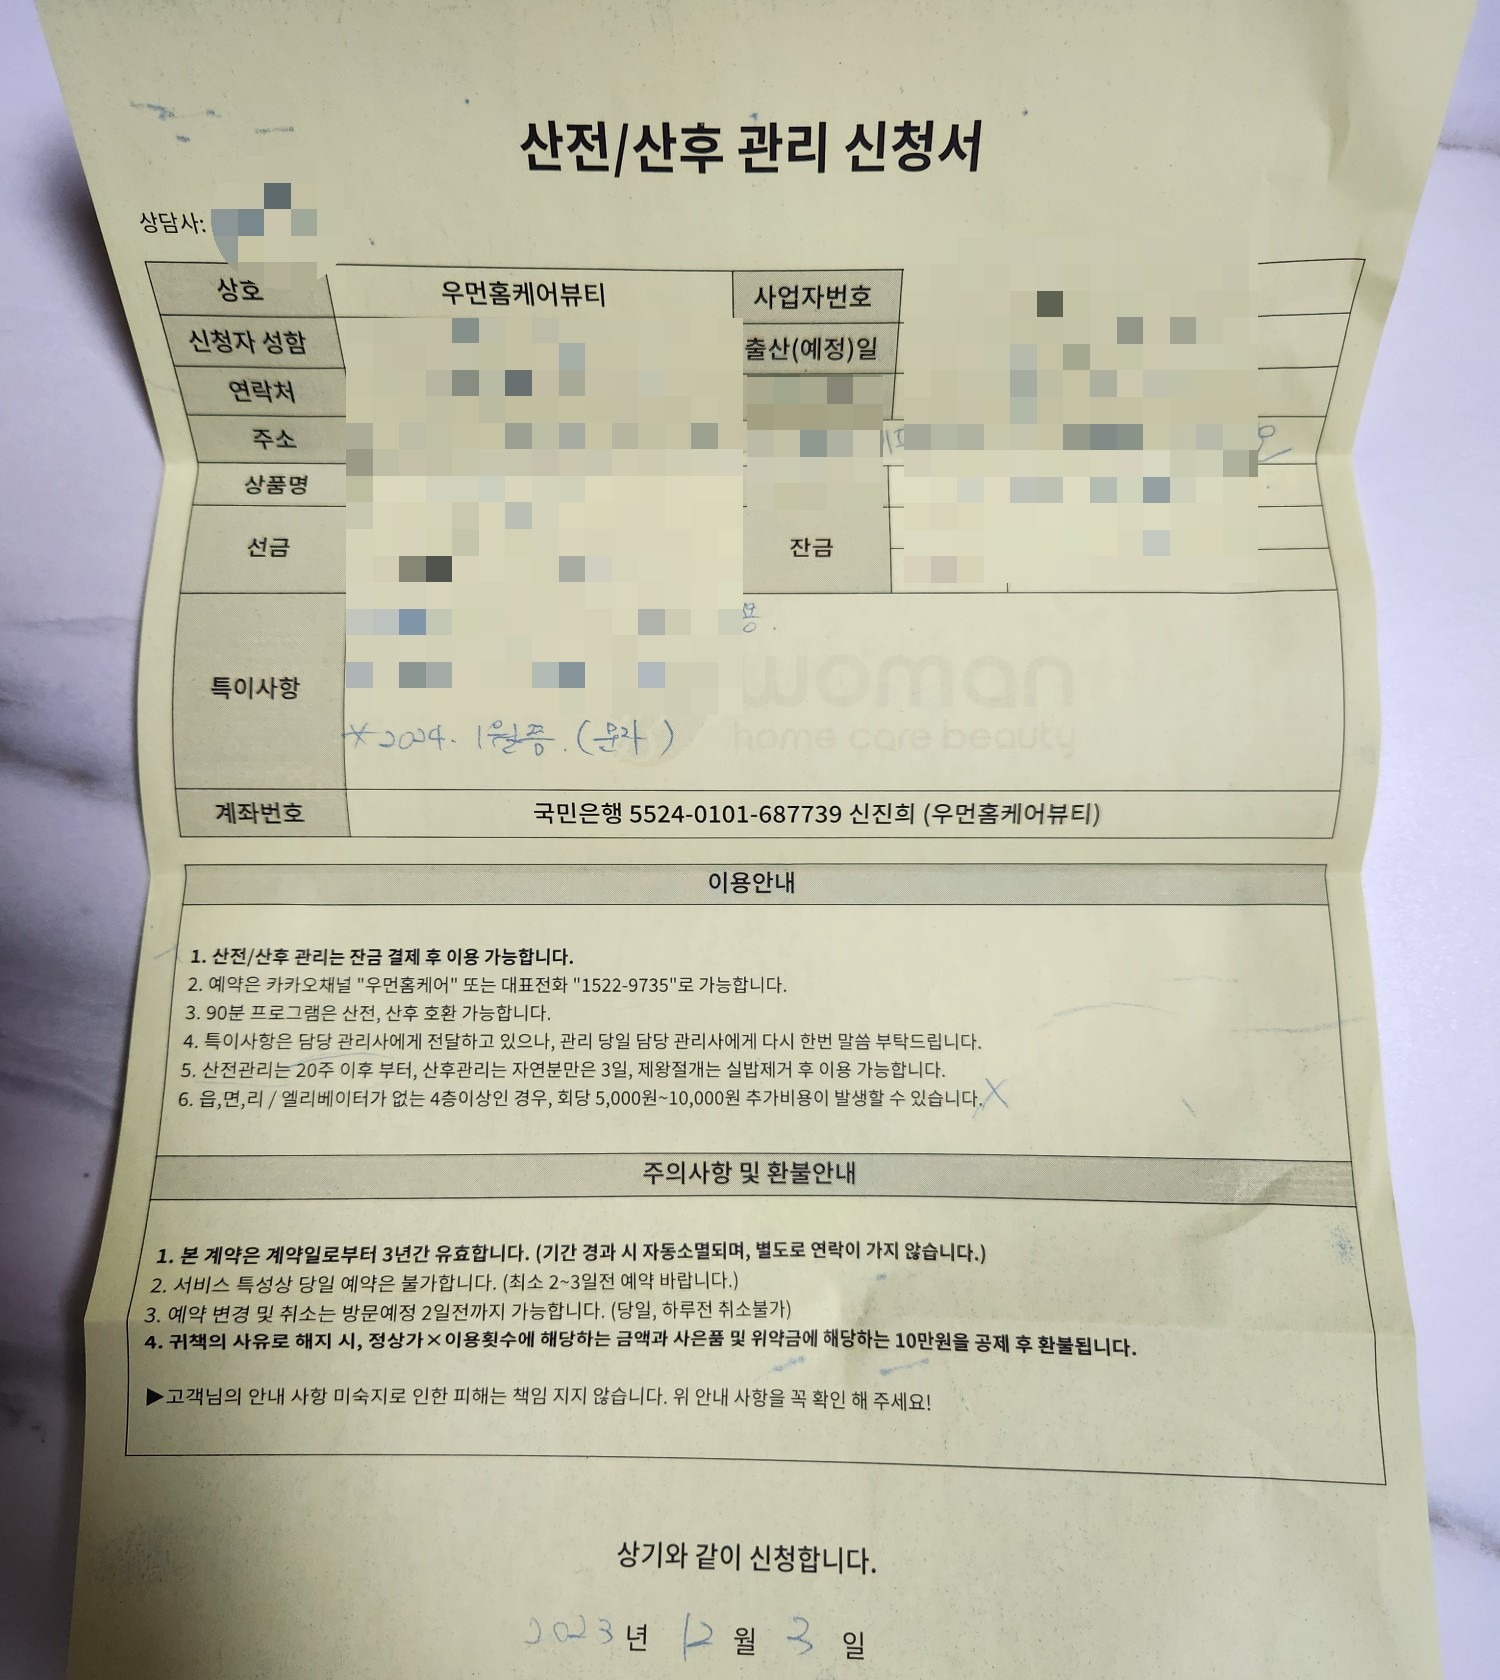 산전/산후 관리 신청서
상담사:
상호 우먼홈케어뷰티 사업자번호
신청자 성함 출산(예정)일
연락처
주소
상품명
선금 잔금
용.
특이사항
woman
home care beauty
*2024. 1월쯤. (문자)
계좌번호 국민은행 5524-0101-687739 신진희 (우먼홈케어뷰티)
이용안내
1. 산전/산후 관리는 잔금 결제 후 이용 가능합니다.
2. 예약은 카카오채널 "우먼홈케어" 또는 대표전화 "1522-9735"로 가능합니다.
3. 90분 프로그램은 산전, 산후 호환 가능합니다.
4. 특이사항은 담당 관리사에게 전달하고 있으나, 관리 당일 담당 관리사에게 다시 한번 말씀 부탁드립니다.
5. 산전관리는 20주 이후 부터, 산후관리는 자연분만은 3일, 제왕절개는 실밥제거 후 이용 가능합니다.
6. 읍,면,리 / 엘리베이터가 없는 4층이상인 경우, 회당 5,000원~10,000원 추가비용이 발생할 수 있습니다. X
주의사항 및 환불안내
1. 본 계약은 계약일로부터 3년간 유효합니다. (기간 경과 시 자동소멸되며, 별도로 연락이 가지 않습니다.)
2. 서비스 특성상 당일 예약은 불가합니다. (최소 2~3일전 예약 바랍니다.)
3. 예약 변경 및 취소는 방문예정 2일전까지 가능합니다. (당일, 하루전 취소불가)
4. 귀책의 사유로 해지 시, 정상가×이용횟수에 해당하는 금액과 사은품 및 위약금에 해당하는 10만원을 공제 후 환불됩니다.
▶고객님의 안내 사항 미숙지로 인한 피해는 책임 지지 않습니다. 위 안내 사항을 꼭 확인 해 주세요!
상기와 같이 신청합니다.
2023년 12월 3일